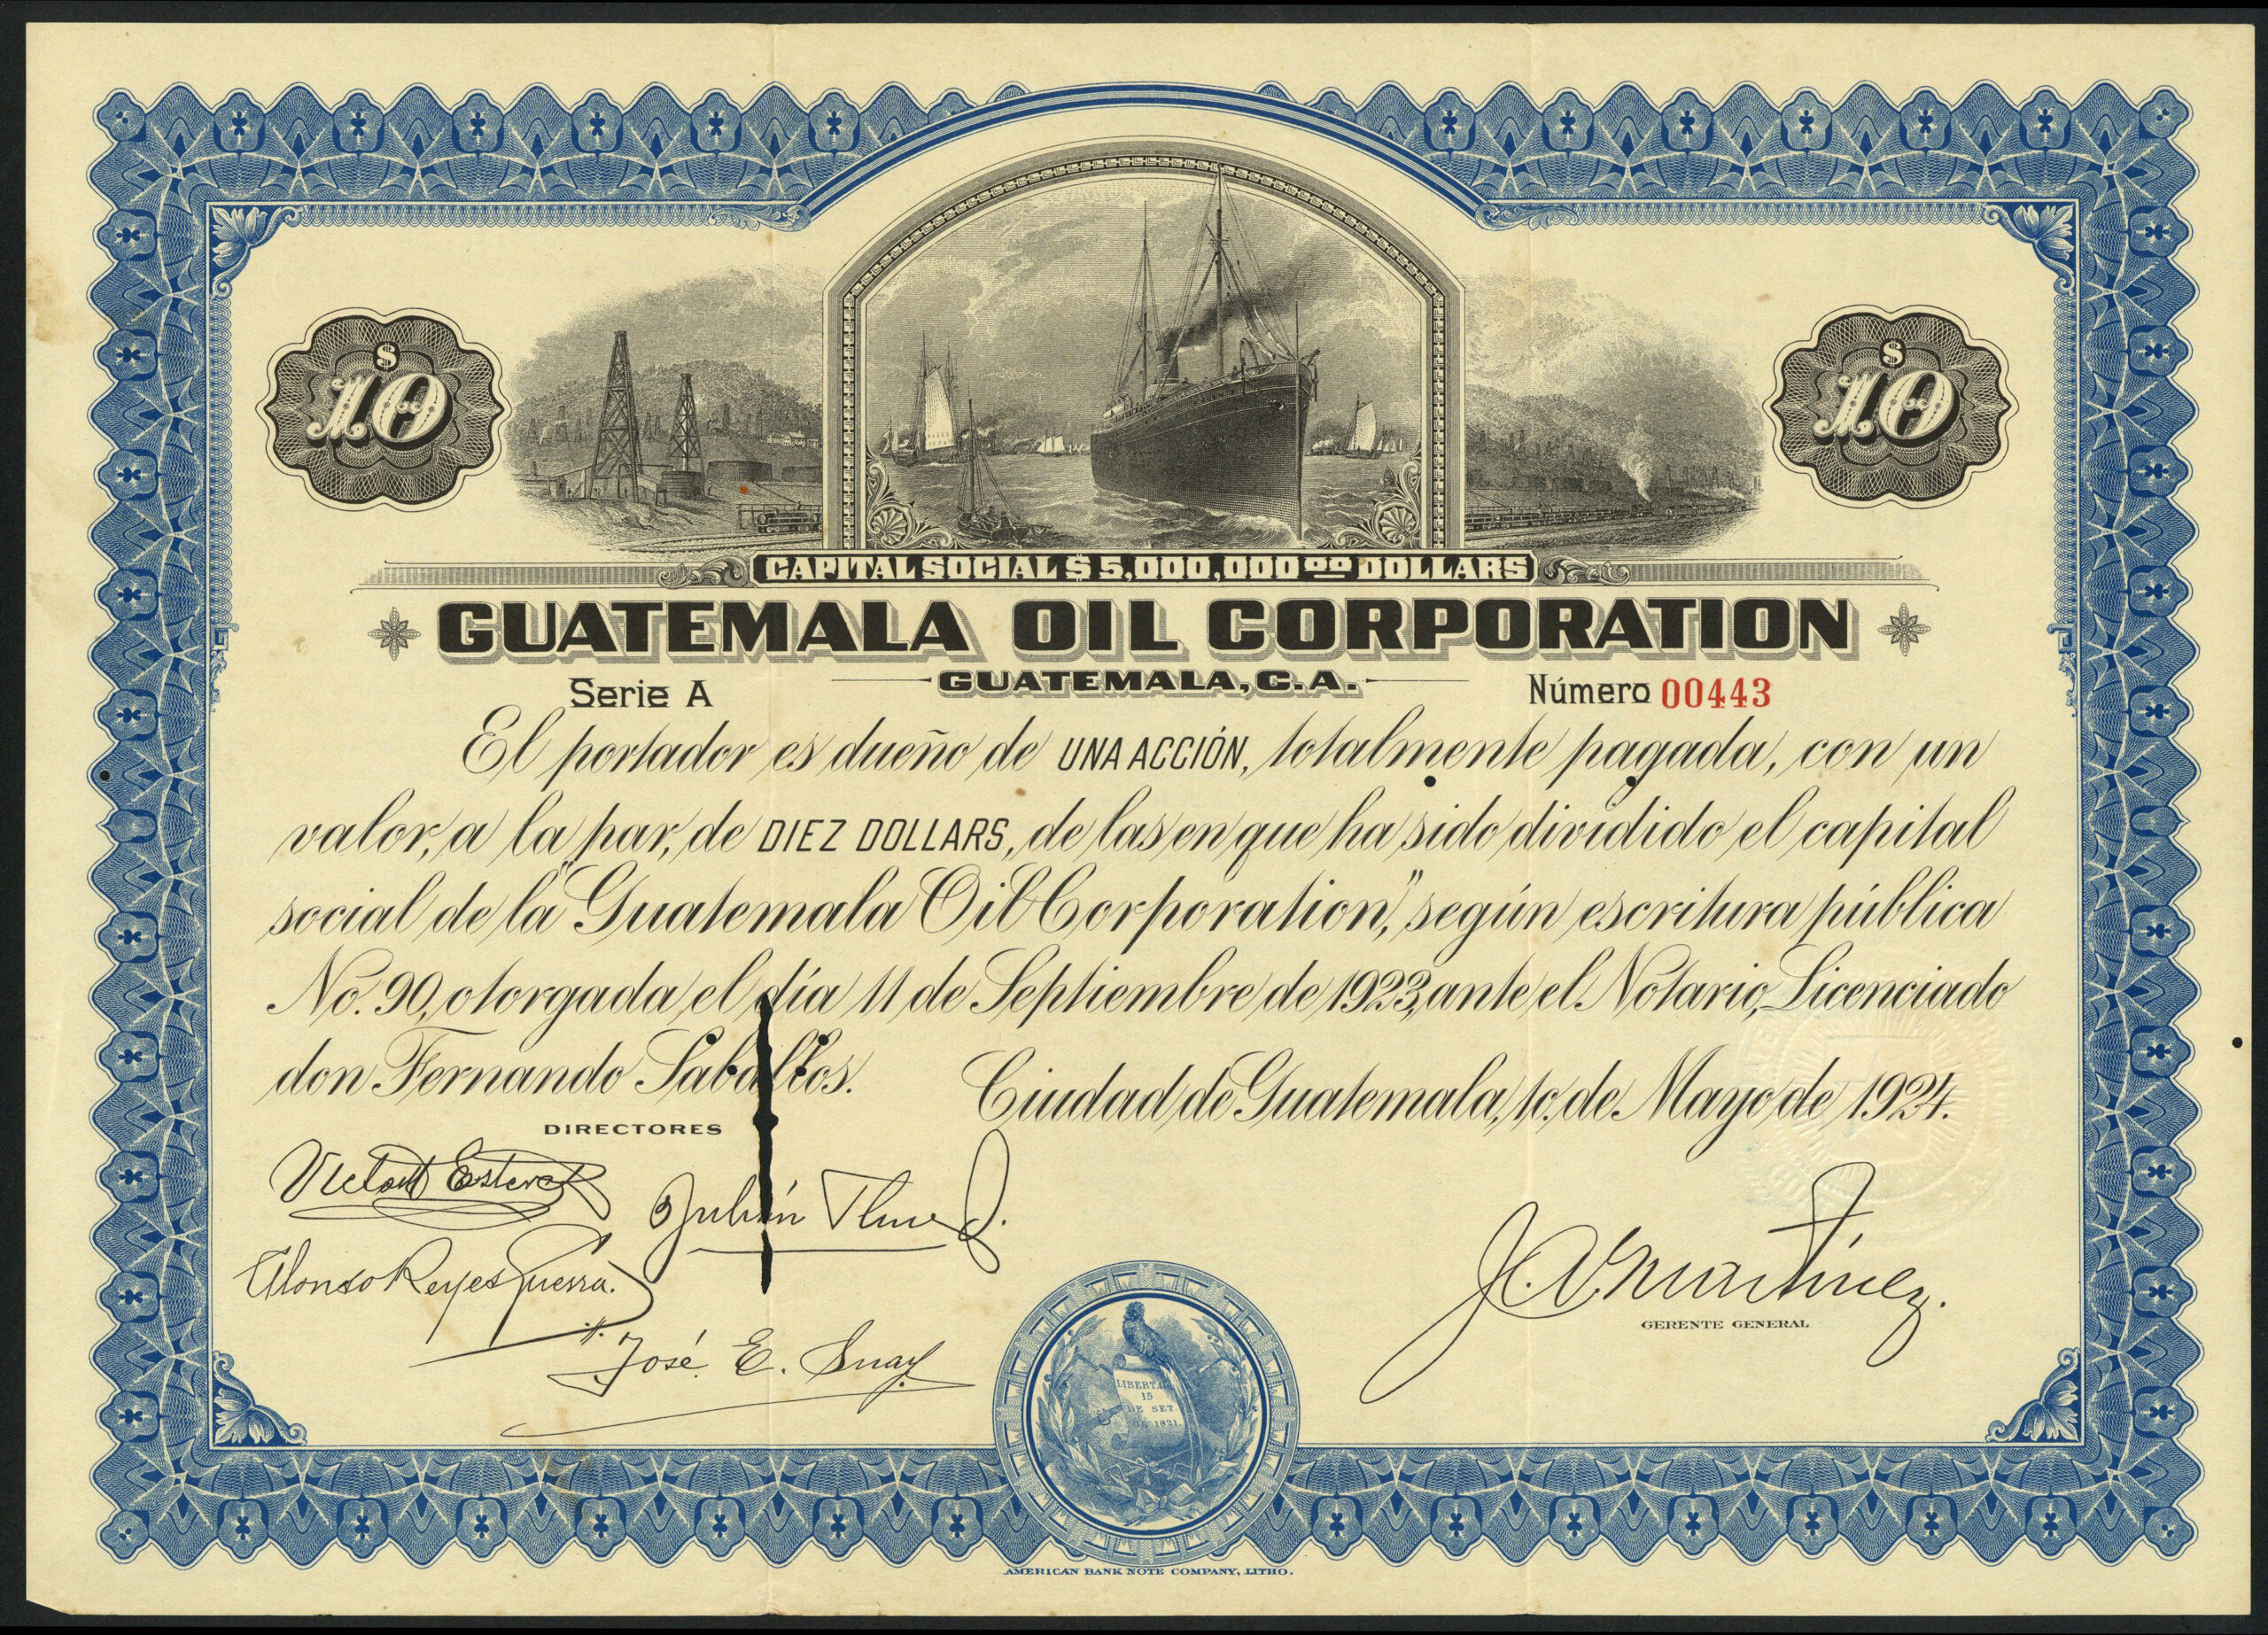 $ 10
$ 10
CAPITAL SOCIAL $ 5,000,000 00 DOLLARS
GUATEMALA OIL CORPORATION
GUATEMALA, C.A.
Serie A
Número 00443
El portador es dueño de UNA ACCIÓN, totalmente pagada, con un
valor, a la par, de DIEZ DOLLARS, de las en que ha sido dividido el capital
social de la "Guatemala Oil Corporation", según escritura pública
No. 90, otorgada el día 11 de Septiembre de 1923, ante el Notario, Licenciado
don Fernando Saballos.
Ciudad de Guatemala, 1o. de Mayo de 1924.
DIRECTORES
Julián
Alonso Reyes Guerra.
José E.
J. A. Martínez.
GERENTE GENERAL
LIBERTAD
15
DE SET.
DE 1821
AMERICAN BANK NOTE COMPANY, LITHO.